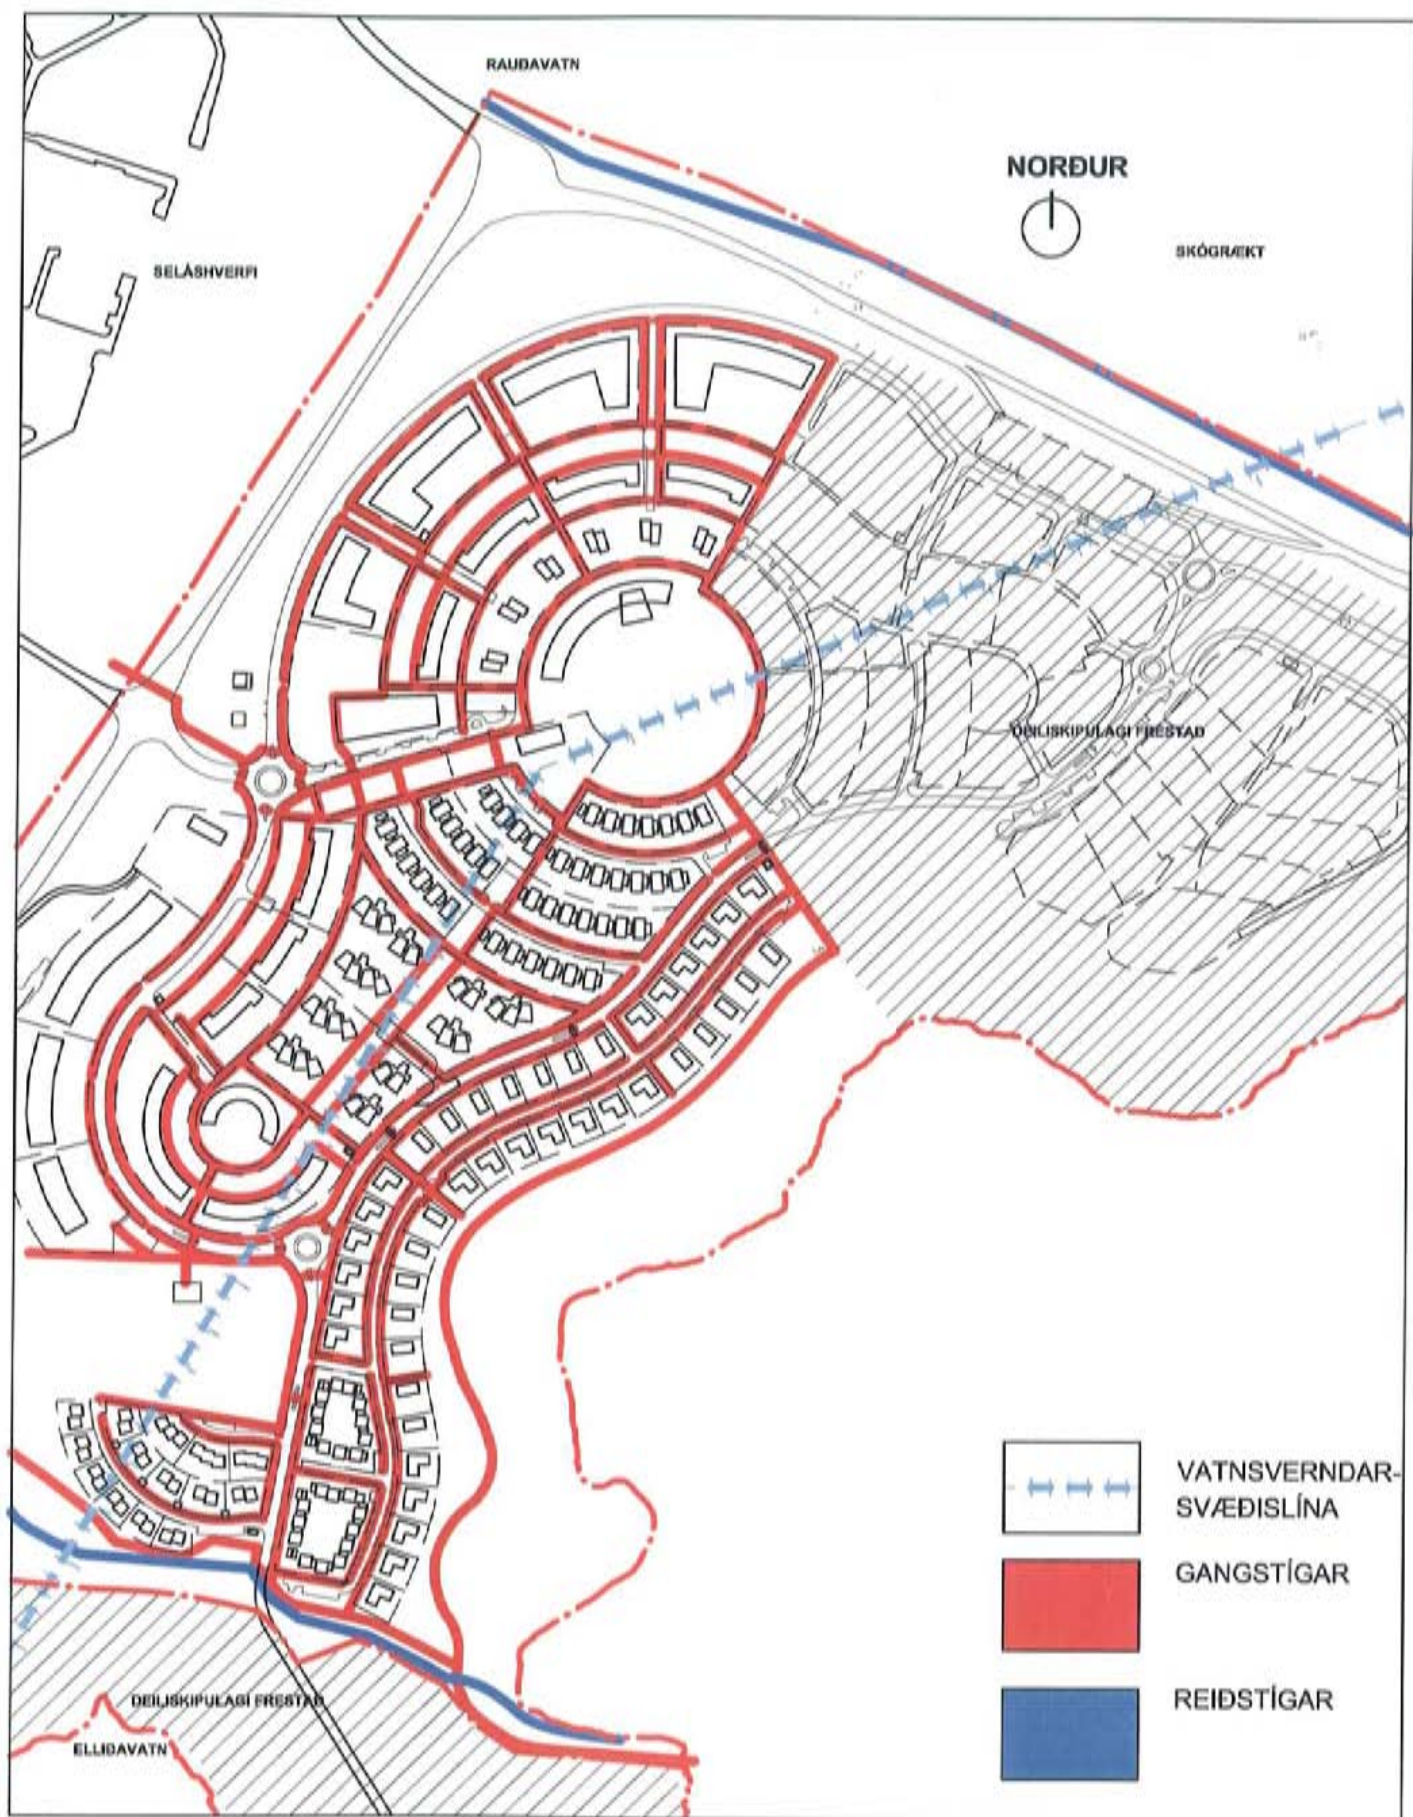 RAUÐAVATN
NORÐUR
SKÓGRÆKT
SELÁSHVERFI
DEILISKIPULAGI FRESTAÐ
VATNSVERNDAR-
SVÆÐISLÍNA
GANGSTÍGAR
REIÐSTÍGAR
DEILISKIPULAGI FRESTAÐ
ELLIÐAVATN